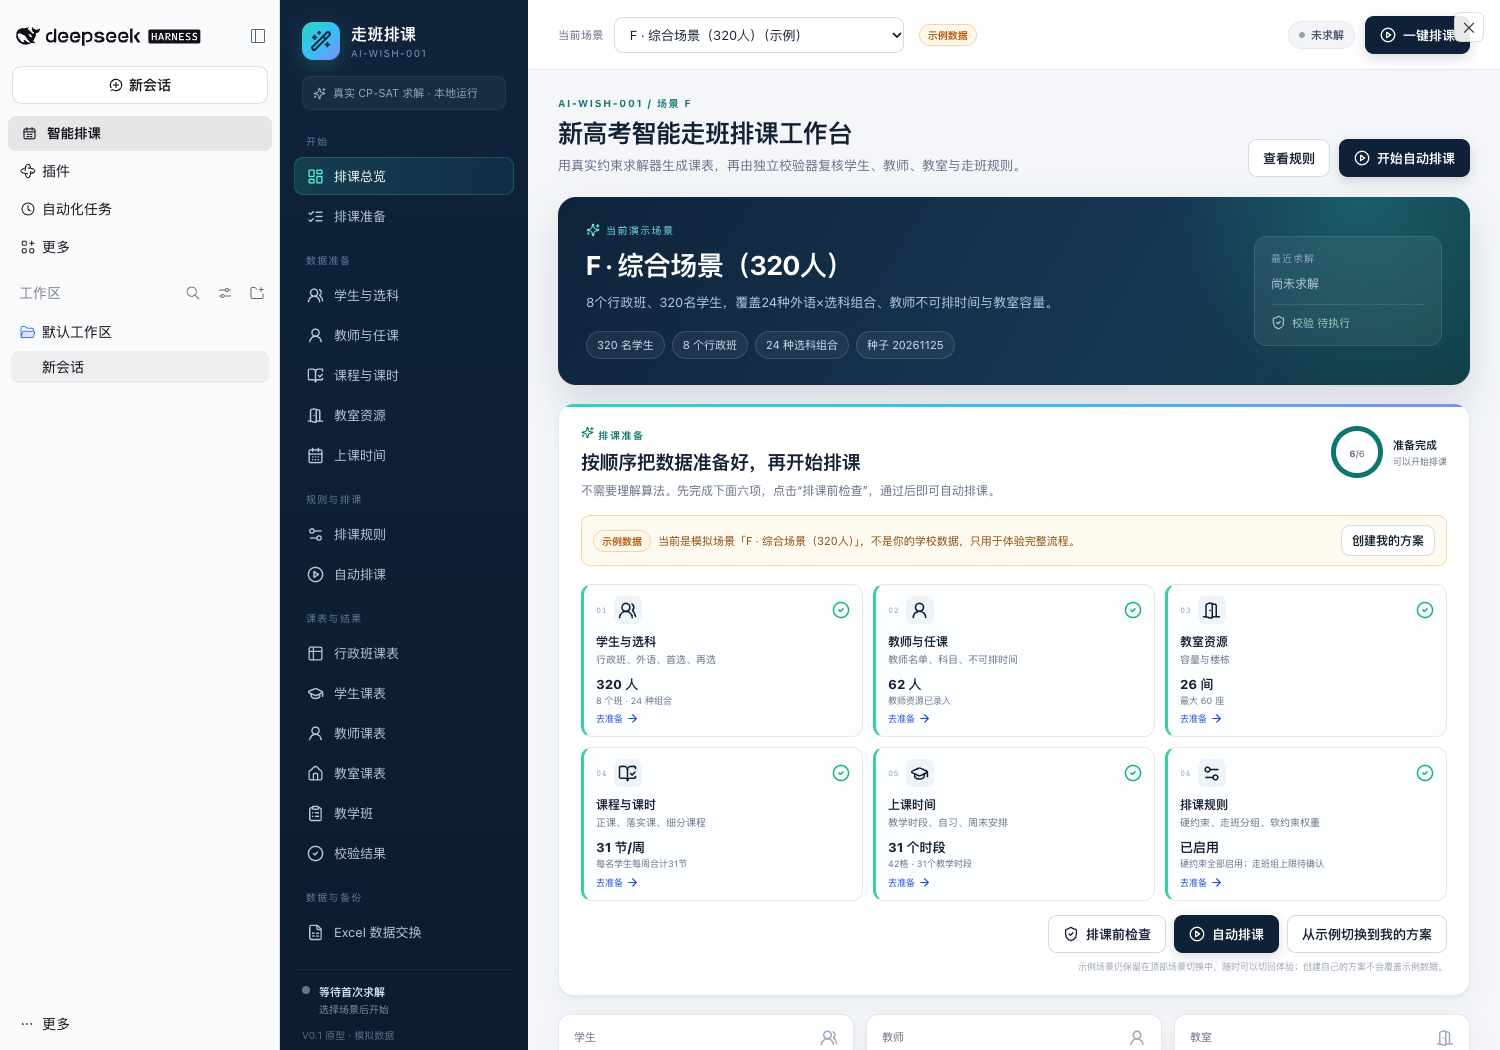 deepseek HARNESS
新会话
智能排课
插件
自动化任务
更多
工作区
默认工作区
新会话
更多
走班排课
AI-WISH-001
真实 CP-SAT 求解 · 本地运行
开始
排课总览
排课准备
数据准备
学生与选科
教师与任课
课程与课时
教室资源
上课时间
规则与排课
排课规则
自动排课
课表与结果
行政班课表
学生课表
教师课表
教室课表
教学班
校验结果
数据与备份
Excel 数据交换
等待首次求解
选择场景后开始
V0.1 原型 · 模拟数据
当前场景
F · 综合场景（320人）（示例）
示例数据
未求解
一键排课
AI-WISH-001 / 场景 F
新高考智能走班排课工作台
用真实约束求解器生成课表，再由独立校验器复核学生、教师、教室与走班规则。
查看规则
开始自动排课
当前演示场景
F · 综合场景（320人）
8个行政班、320名学生，覆盖24种外语×选科组合、教师不可排时间与教室容量。
320 名学生
8 个行政班
24 种选科组合
种子 20261125
最近求解
尚未求解
校验 待执行
排课准备
按顺序把数据准备好，再开始排课
不需要理解算法。先完成下面六项，点击“排课前检查”，通过后即可自动排课。
6/6
准备完成
可以开始排课
示例数据
当前是模拟场景「F · 综合场景（320人）」，不是你的学校数据，只用于体验完整流程。
创建我的方案
01
学生与选科
行政班、外语、首选、再选
320 人
8 个班 · 24 种组合
去准备
02
教师与任课
教师名单、科目、不可排时间
62 人
教师资源已录入
去准备
03
教室资源
容量与楼栋
26 间
最大 60 座
去准备
04
课程与课时
正课、落实课、细分课程
31 节/周
每名学生每周合计31节
去准备
05
上课时间
教学时段、自习、周末安排
31 个时段
42格 · 31个教学时段
去准备
06
排课规则
硬约束、走班分组、软约束权重
已启用
硬约束全部启用；走班组上限待确认
去准备
排课前检查
自动排课
从示例切换到我的方案
示例场景仍保留在顶部场景切换中，随时可以切回体验；创建自己的方案不会覆盖示例数据。
学生
教师
教室